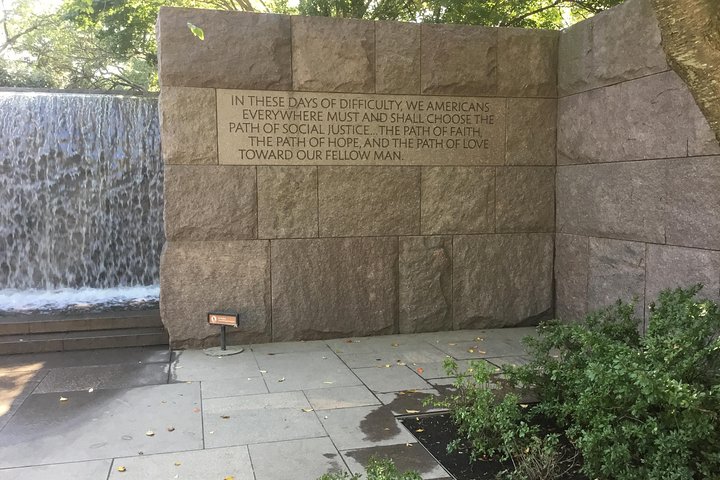 IN THESE DAYS OF DIFFICULTY, WE AMERICANS
EVERYWHERE MUST AND SHALL CHOOSE THE
PATH OF SOCIAL JUSTICE... THE PATH OF FAITH,
THE PATH OF HOPE, AND THE PATH OF LOVE
TOWARD OUR FELLOW MAN.